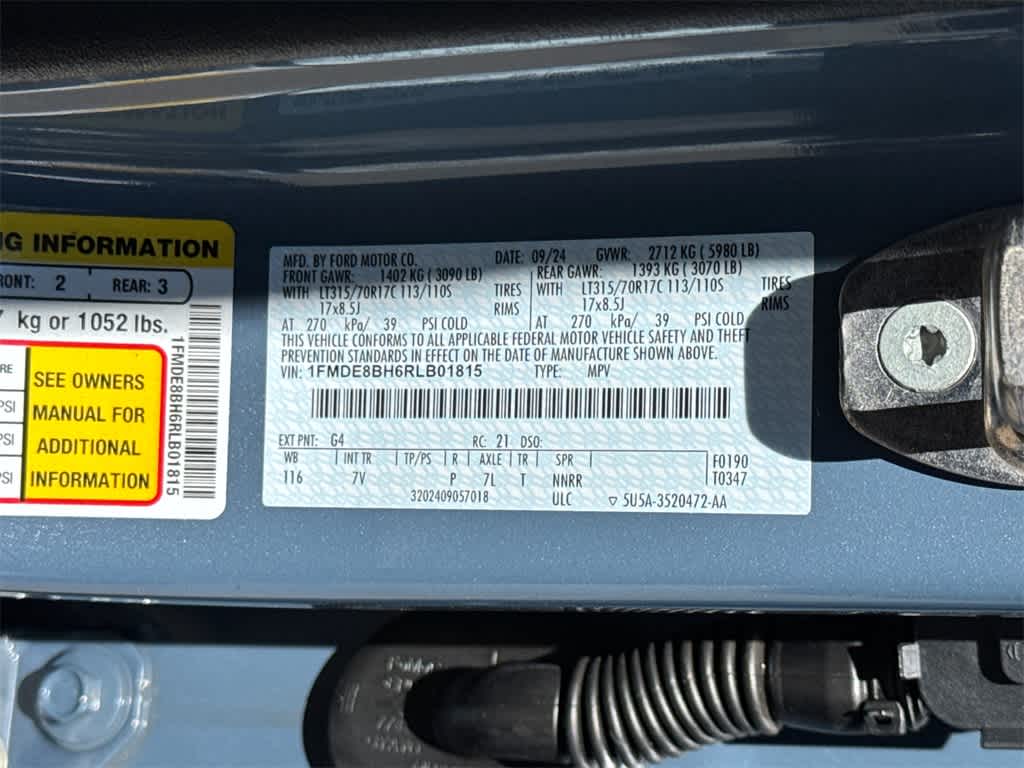 NG INFORMATION
RONT: 2 REAR: 3
kg or 1052 lbs.
SEE OWNERS
MANUAL FOR
ADDITIONAL
INFORMATION
RE
PSI
PSI
PSI
1FMDE8BH6RLB01815
MFD. BY FORD MOTOR CO. DATE: 09/24 GVWR: 2712 KG ( 5980 LB)
FRONT GAWR: 1402 KG ( 3090 LB) REAR GAWR: 1393 KG ( 3070 LB)
WITH LT315/70R17C 113/110S TIRES WITH LT315/70R17C 113/110S TIRES
17x8.5J RIMS 17x8.5J RIMS
AT 270 kPa/ 39 PSI COLD AT 270 kPa/ 39 PSI COLD
THIS VEHICLE CONFORMS TO ALL APPLICABLE FEDERAL MOTOR VEHICLE SAFETY AND THEFT
PREVENTION STANDARDS IN EFFECT ON THE DATE OF MANUFACTURE SHOWN ABOVE.
VIN: 1FMDE8BH6RLB01815 TYPE: MPV
EXT PNT: G4 RC: 21 DSO:
WB INT TR TP/PS R AXLE TR SPR F0190
116 7V P 7L T NNRR T0347
3202409057018 ULC ▽ 5U5A-3520472-AA